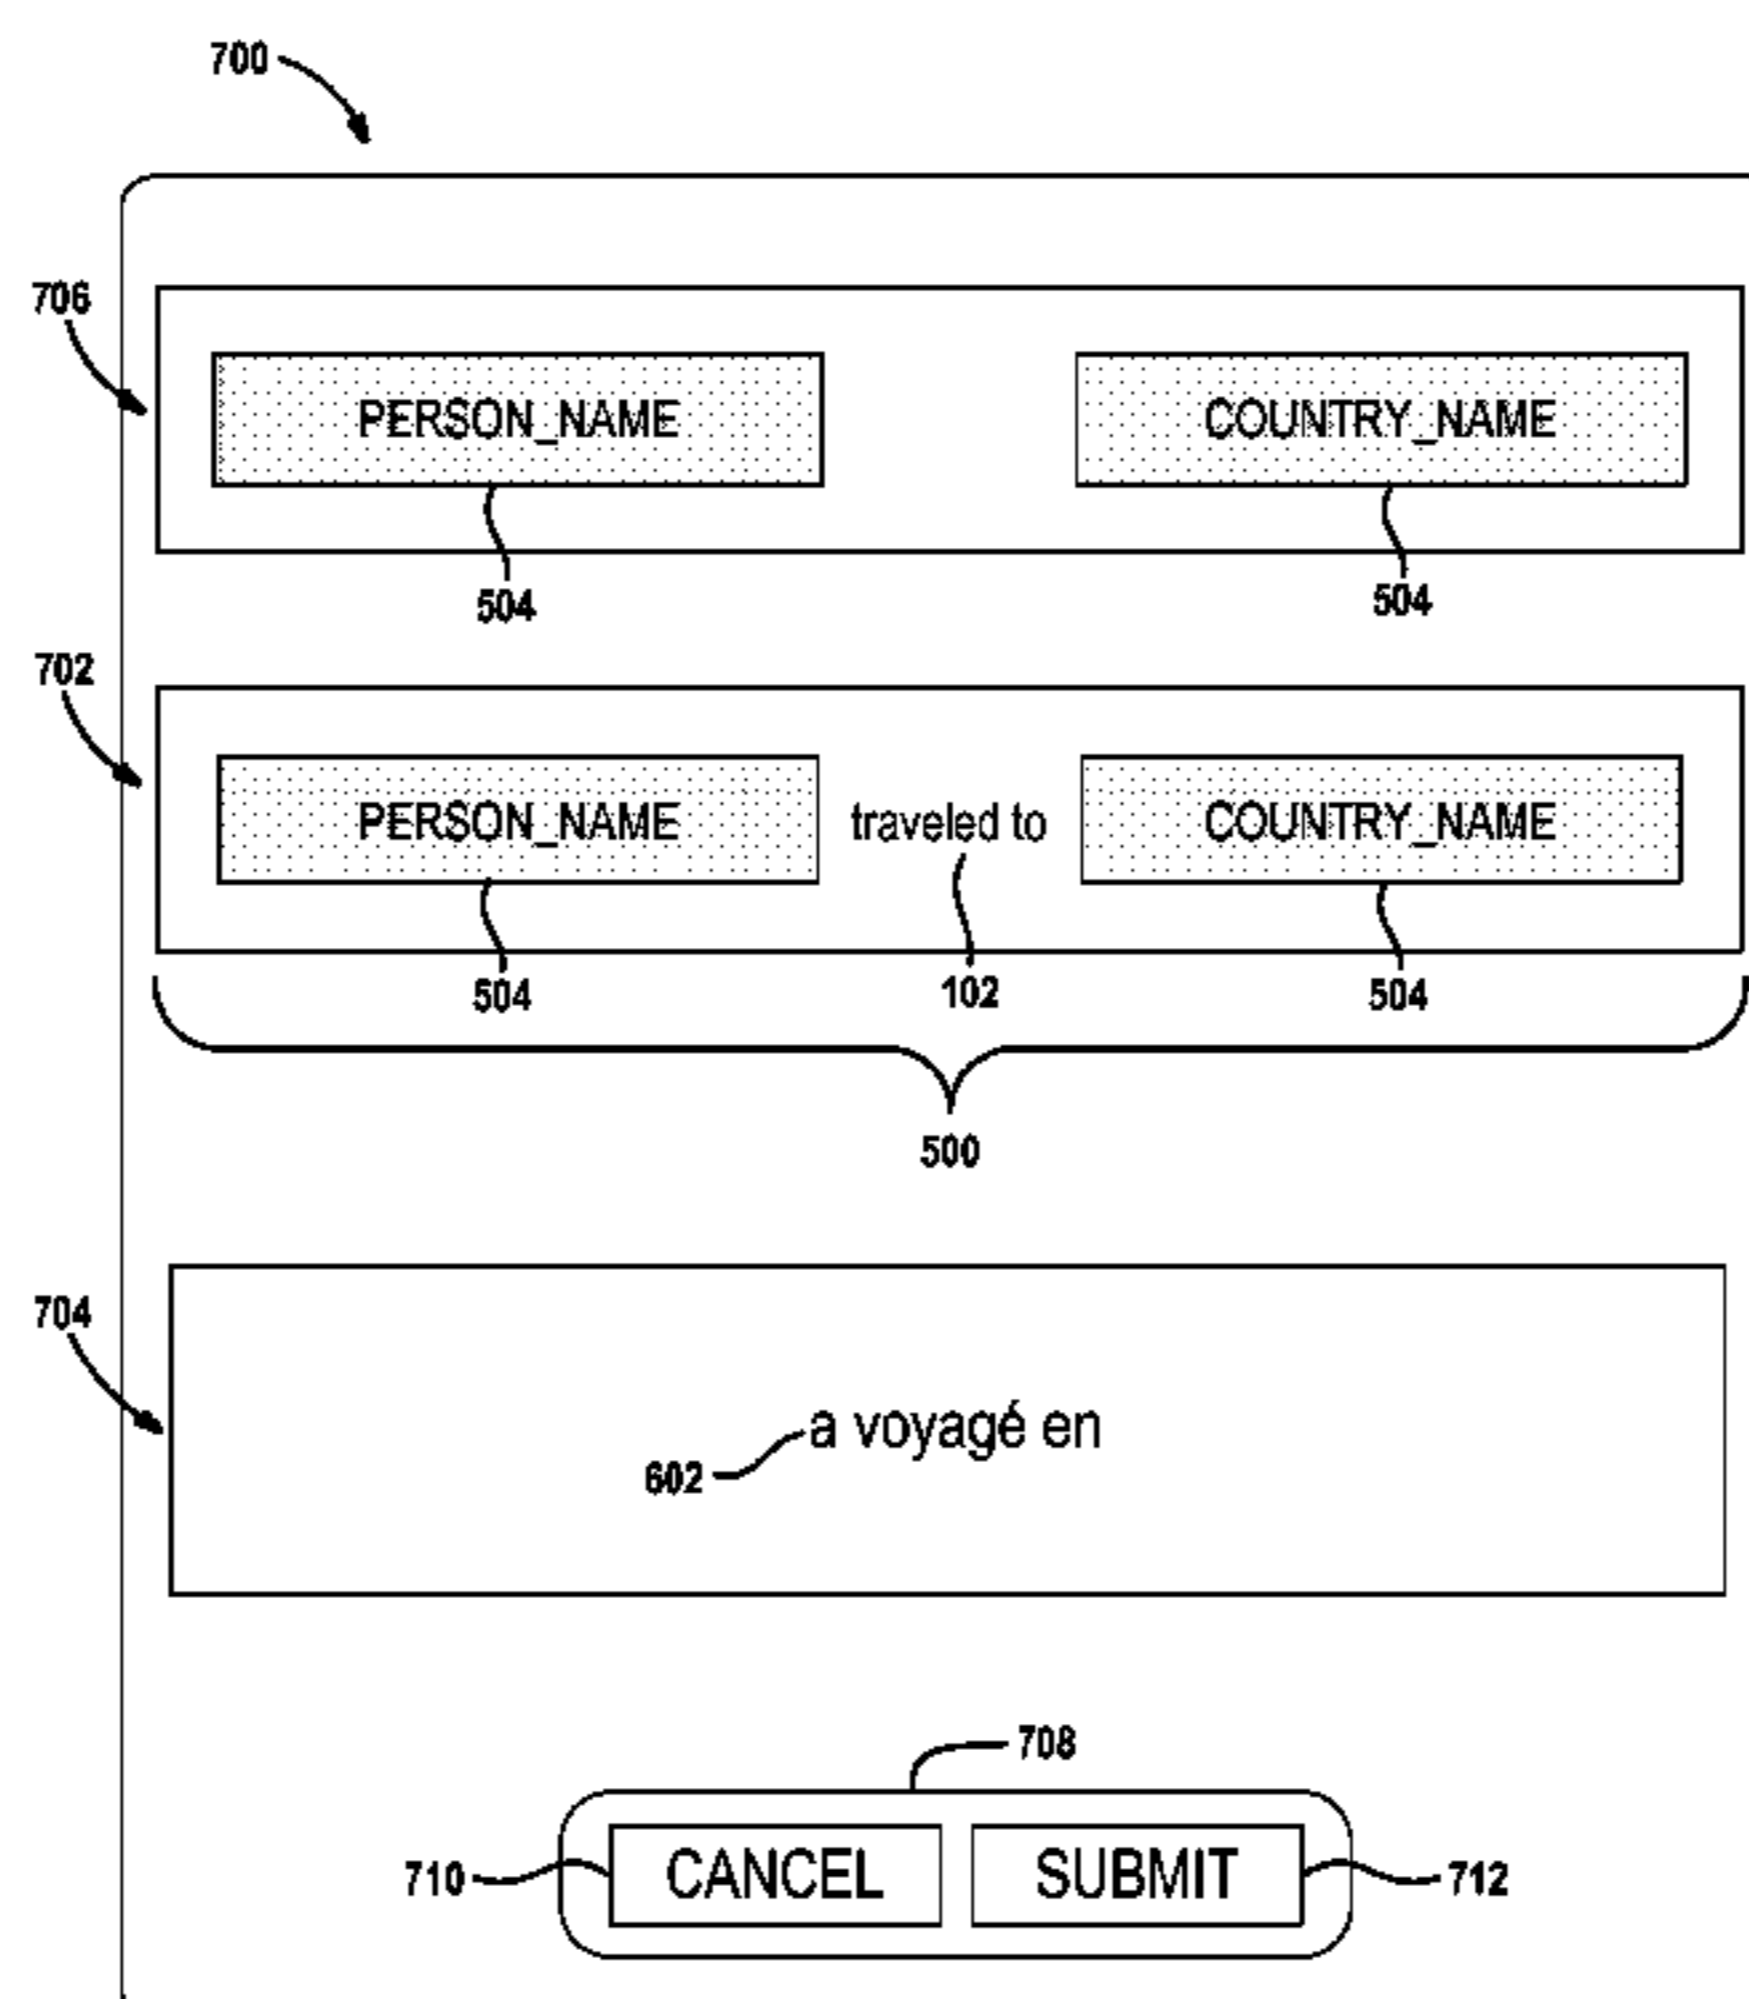 700
706
PERSON_NAME COUNTRY_NAME
504 504
702
PERSON_NAME traveled to COUNTRY_NAME
504 102 504
500
704
a voyagé en
602
708
710 CANCEL SUBMIT 712